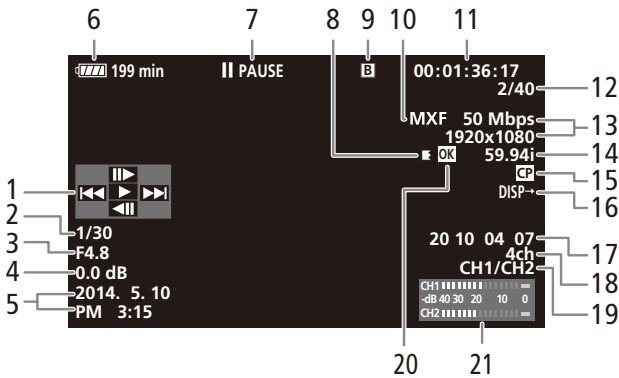 6 7 8 9 10 11
199 min PAUSE B 00:01:36:17
2/40 12
MXF 50 Mbps 13
1920x1080
E OK 59.94i 14
CP 15
DISP→ 16
1
2 1/30
3 F4.8 20 10 04 07 17
4 0.0 dB 4ch 18
CH1/CH2 19
5 2014. 5. 10
PM 3:15
CH1
-dB 40 30 20 10 0
CH2
20 21